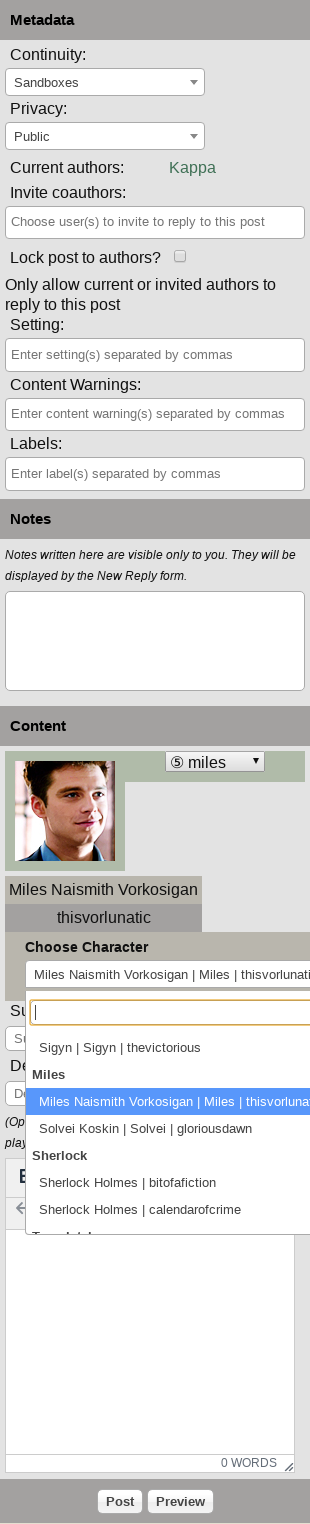 Metadata
Continuity:
Sandboxes
Privacy:
Public
Current authors: Kappa
Invite coauthors:
Choose user(s) to invite to reply to this post
Lock post to authors?
Only allow current or invited authors to
reply to this post
Setting:
Enter setting(s) separated by commas
Content Warnings:
Enter content warning(s) separated by commas
Labels:
Enter label(s) separated by commas
Notes
Notes written here are visible only to you. They will be
displayed by the New Reply form.
Content
⑤ miles
Miles Naismith Vorkosigan
thisvorlunatic
Choose Character
Miles Naismith Vorkosigan | Miles | thisvorlunati
Su
Sigyn | Sigyn | thevictorious
Miles
Miles Naismith Vorkosigan | Miles | thisvorlunat
Solvei Koskin | Solvei | gloriousdawn
Sherlock
Sherlock Holmes | bitofafiction
Sherlock Holmes | calendarofcrime
De
(Op
play
0 WORDS
Post Preview